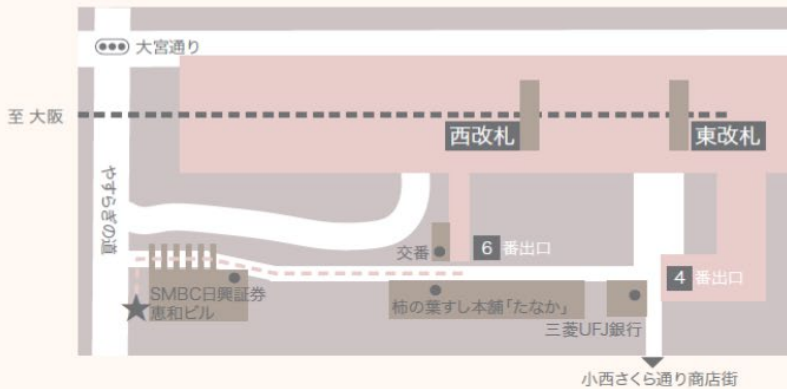 大宮通り
至 大阪
西改札
東改札
やすらぎの道
交番
6 番出口
4 番出口
SMBC日興証券
恵和ビル
柿の葉すし本舗「たなか」
三菱UFJ銀行
小西さくら通り商店街